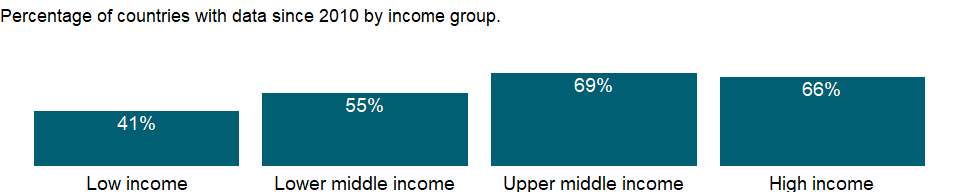 Percentage of countries with data since 2010 by income group.
41%
55%
69%
66%
Low income
Lower middle income
Upper middle income
High income